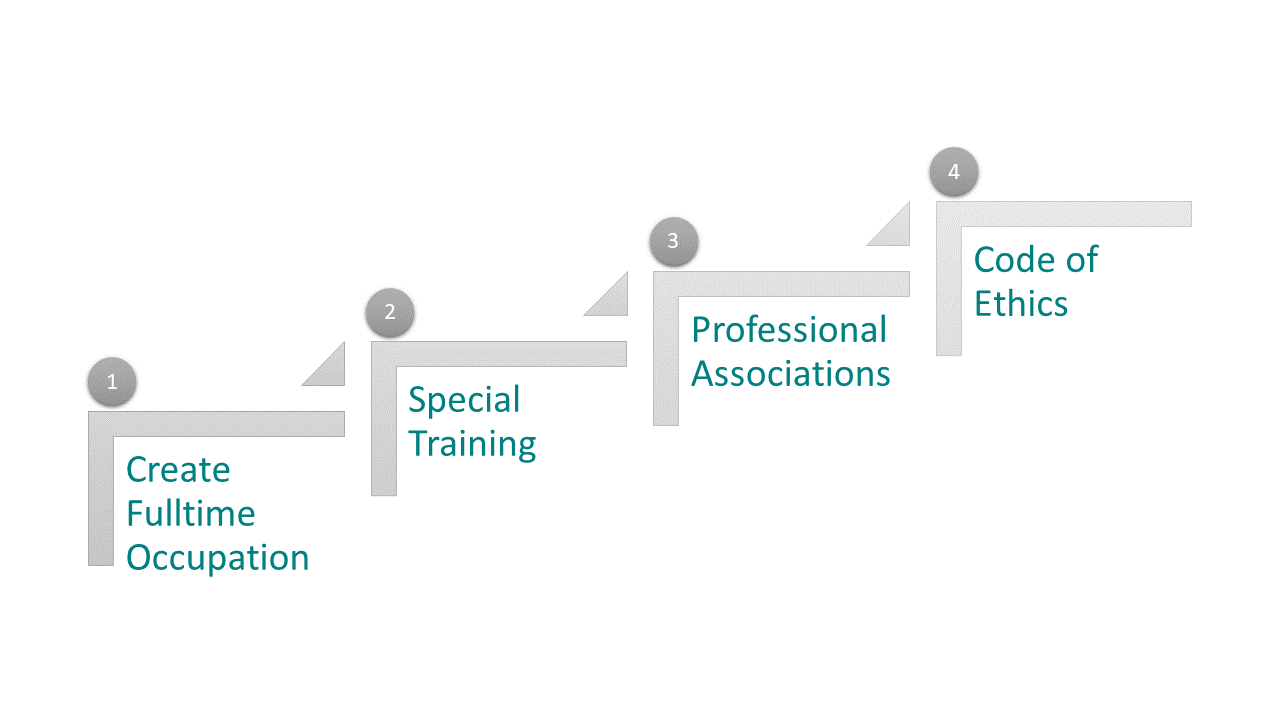 1
Create
Fulltime
Occupation
2
Special
Training
3
Professional
Associations
4
Code of
Ethics